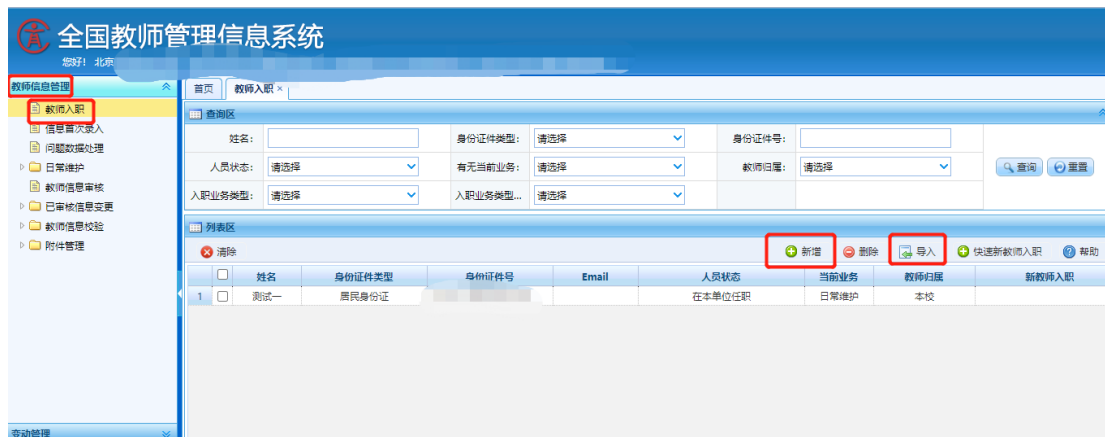 全国教师管理信息系统
您好! 北京
教师信息管理
教师入职
信息首次录入
问题数据处理
日常维护
教师信息审核
已审核信息变更
教师信息校验
附件管理
变动管理
首页 教师入职 ×
查询区
姓名: 身份证件类型: 请选择 身份证件号:
人员状态: 请选择 有无当前业务: 请选择 教师归属: 请选择 查询 重置
入职业务类型: 请选择 入职业务类型... 请选择
列表区
清除 新增 删除 导入 快速新教师入职 帮助
姓名 身份证件类型 身份证件号 Email 人员状态 当前业务 教师归属 新教师入职
1 测试一 居民身份证 在本单位任职 日常维护 本校